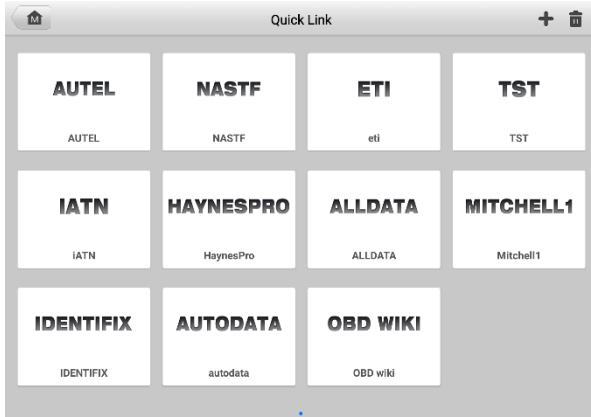 M
Quick Link
AUTEL
NASTF
ETI
TST
AUTEL
NASTF
eti
TST
IATN
HAYNESPRO
ALLDATA
MITCHELL1
iATN
HaynesPro
ALLDATA
Mitchell1
IDENTIFIX
AUTODATA
OBD WIKI
IDENTIFIX
autodata
OBD wiki